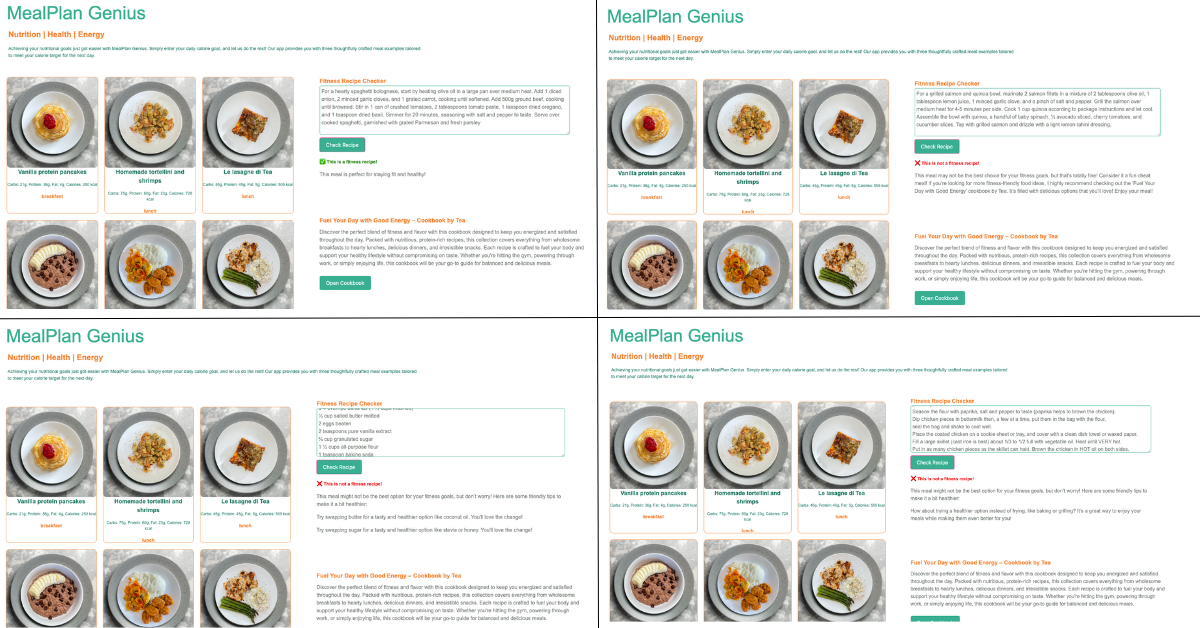 MealPlan Genius
Nutrition | Health | Energy
Achieving your nutritional goals just got easier with MealPlan Genius. Simply enter your daily calorie goal, and let us do the rest! Our app provides you with three thoughtfully crafted meal examples tailored
to meet your calorie target for the next day.
Vanilla protein pancakes
Carbs: 21g, Protein: 36g, Fat: 6g, Calories: 250 kcal
breakfast
Homemade tortellini and
shrimps
Carbs: 75g, Protein: 60g, Fat: 23g, Calories: 728
kcal
lunch
Le lasagne di Tea
Carbs: 45g, Protein: 45g, Fat: 24g, Calories: 555 kcal
lunch
Fitness Recipe Checker
For a hearty spaghetti bolognese, start by heating olive oil in a large pan over medium heat. Add 1 diced
onion, 2 minced garlic cloves, and 1 grated carrot, cooking until softened. Add 500g ground beef, cooking
until browned. Stir in 1 can of crushed tomatoes, 2 tablespoons tomato paste, 1 teaspoon dried oregano,
and 1 teaspoon dried basil. Simmer for 20 minutes, seasoning with salt and pepper to taste. Serve over
cooked spaghetti, garnished with grated Parmesan and fresh parsley
Check Recipe
✅ This is a fitness recipe!
This meal is perfect for staying fit and healthy!
Fuel Your Day with Good Energy – Cookbook by Tea
Discover the perfect blend of fitness and flavor with this cookbook designed to keep you energized and satisfied
throughout the day. Packed with nutritious, protein-rich recipes, this collection covers everything from wholesome
breakfasts to hearty lunches, delicious dinners, and irresistible snacks. Each recipe is crafted to fuel your body and
support your healthy lifestyle without compromising on taste. Whether you're hitting the gym, powering through
work, or simply enjoying life, this cookbook will be your go-to guide for balanced and delicious meals.
Open Cookbook
MealPlan Genius
Nutrition | Health | Energy
Achieving your nutritional goals just got easier with MealPlan Genius. Simply enter your daily calorie goal, and let us do the rest! Our app provides you with three thoughtfully crafted meal examples tailored
to meet your calorie target for the next day.
Vanilla protein pancakes
Carbs: 21g, Protein: 36g, Fat: 6g, Calories: 250 kcal
breakfast
Homemade tortellini and
shrimps
Carbs: 75g, Protein: 60g, Fat: 23g, Calories: 728
kcal
lunch
Le lasagne di Tea
Carbs: 45g, Protein: 45g, Fat: 24g, Calories: 555 kcal
lunch
Fitness Recipe Checker
For a grilled salmon and quinoa bowl, marinate 2 salmon fillets in a mixture of 2 tablespoons olive oil, 1
tablespoon lemon juice, 1 minced garlic clove, and a pinch of salt and pepper. Grill the salmon over
medium heat for 4-5 minutes per side. Cook 1 cup quinoa according to package instructions and let cool.
Assemble the bowl with quinoa, a handful of baby spinach, ½ avocado sliced, cherry tomatoes, and
cucumber slices. Top with grilled salmon and drizzle with a light lemon-tahini dressing.
Check Recipe
❌ This is not a fitness recipe!
This meal may not be the best choice for your fitness goals, but that's totally fine! Consider it a fun cheat
meal! If you're looking for more fitness-friendly food ideas, I highly recommend checking out the 'Fuel Your
Day with Good Energy' cookbook by Tea. It's filled with delicious options that you'll love! Enjoy your meal!
Fuel Your Day with Good Energy – Cookbook by Tea
Discover the perfect blend of fitness and flavor with this cookbook designed to keep you energized and satisfied
throughout the day. Packed with nutritious, protein-rich recipes, this collection covers everything from wholesome
breakfasts to hearty lunches, delicious dinners, and irresistible snacks. Each recipe is crafted to fuel your body and
support your healthy lifestyle without compromising on taste. Whether you're hitting the gym, powering through
work, or simply enjoying life, this cookbook will be your go-to guide for balanced and delicious meals.
Open Cookbook
MealPlan Genius
Nutrition | Health | Energy
Achieving your nutritional goals just got easier with MealPlan Genius. Simply enter your daily calorie goal, and let us do the rest! Our app provides you with three thoughtfully crafted meal examples tailored
to meet your calorie target for the next day.
Vanilla protein pancakes
Carbs: 21g, Protein: 36g, Fat: 6g, Calories: 250 kcal
breakfast
Homemade tortellini and
shrimps
Carbs: 75g, Protein: 60g, Fat: 23g, Calories: 728
kcal
lunch
Le lasagne di Tea
Carbs: 45g, Protein: 45g, Fat: 24g, Calories: 555 kcal
lunch
Fitness Recipe Checker
½ cup salted butter melted
2 eggs beaten
2 teaspoons pure vanilla extract
¾ cup granulated sugar
1 ½ cups all-purpose flour
1 teaspoon baking soda
Check Recipe
❌ This is not a fitness recipe!
This meal might not be the best option for your fitness goals, but don't worry! Here are some friendly tips to
make it a bit healthier:
Try swapping butter for a tasty and healthier option like coconut oil. You'll love the change!
Try swapping sugar for a tasty and healthier option like stevia or honey. You'll love the change!
Fuel Your Day with Good Energy – Cookbook by Tea
Discover the perfect blend of fitness and flavor with this cookbook designed to keep you energized and satisfied
throughout the day. Packed with nutritious, protein-rich recipes, this collection covers everything from wholesome
breakfasts to hearty lunches, delicious dinners, and irresistible snacks. Each recipe is crafted to fuel your body and
support your healthy lifestyle without compromising on taste. Whether you're hitting the gym, powering through
work, or simply enjoying life, this cookbook will be your go-to guide for balanced and delicious meals.
MealPlan Genius
Nutrition | Health | Energy
Achieving your nutritional goals just got easier with MealPlan Genius. Simply enter your daily calorie goal, and let us do the rest! Our app provides you with three thoughtfully crafted meal examples tailored
to meet your calorie target for the next day.
Vanilla protein pancakes
Carbs: 21g, Protein: 36g, Fat: 6g, Calories: 250 kcal
breakfast
Homemade tortellini and
shrimps
Carbs: 75g, Protein: 60g, Fat: 23g, Calories: 728
kcal
lunch
Le lasagne di Tea
Carbs: 45g, Protein: 45g, Fat: 24g, Calories: 555 kcal
lunch
Fitness Recipe Checker
Season the flour with paprika, salt and pepper to taste (paprika helps to brown the chicken).
Dip chicken pieces in buttermilk then, a few at a time, put them in the bag with the flour,
seal the bag and shake to coat well.
Place the coated chicken on a cookie sheet or tray, and cover with a clean dish towel or waxed paper.
Fill a large skillet (cast iron is best) about 1/3 to 1/2 full with vegetable oil. Heat until VERY hot.
Put in as many chicken pieces as the skillet can hold. Brown the chicken in HOT oil on both sides.
Check Recipe
❌ This is not a fitness recipe!
This meal might not be the best option for your fitness goals, but don't worry! Here are some friendly tips to
make it a bit healthier:
How about trying a healthier option instead of frying, like baking or grilling? It's a great way to enjoy your
meals while making them even better for you!
Fuel Your Day with Good Energy – Cookbook by Tea
Discover the perfect blend of fitness and flavor with this cookbook designed to keep you energized and satisfied
throughout the day. Packed with nutritious, protein-rich recipes, this collection covers everything from wholesome
breakfasts to hearty lunches, delicious dinners, and irresistible snacks. Each recipe is crafted to fuel your body and
support your healthy lifestyle without compromising on taste. Whether you're hitting the gym, powering through
work, or simply enjoying life, this cookbook will be your go-to guide for balanced and delicious meals.